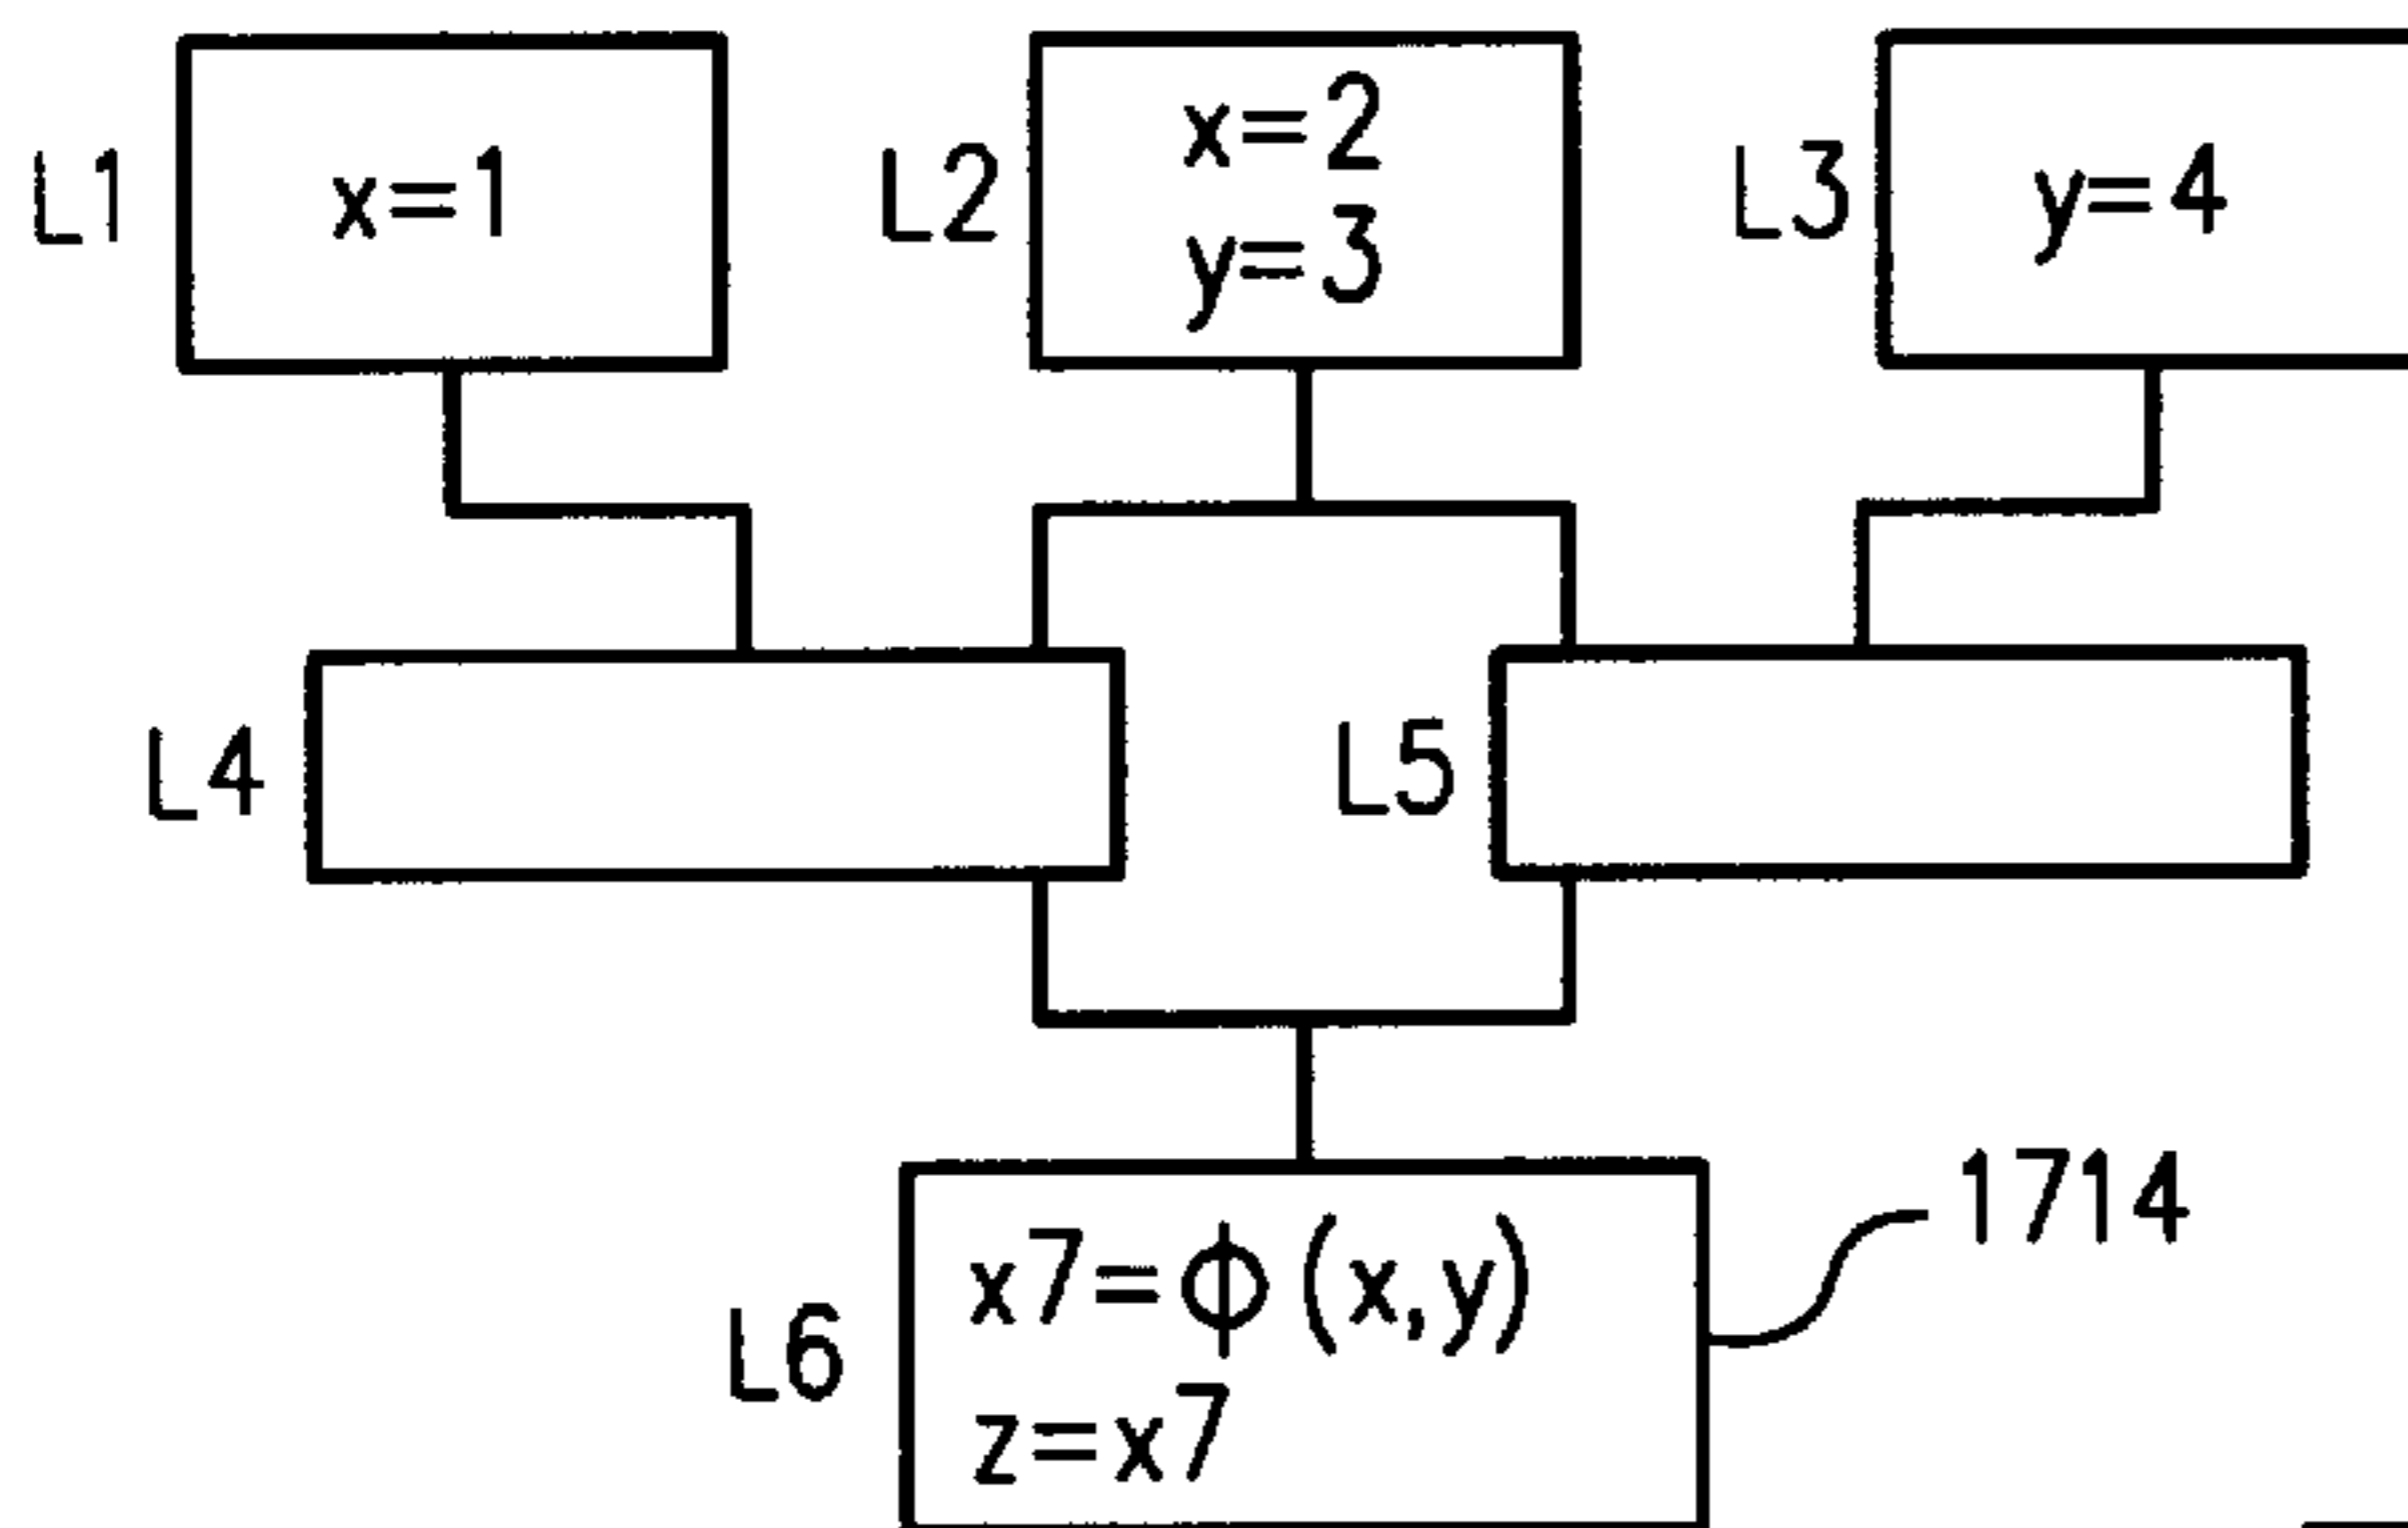 L1
x=1
L2
x=2
y=3
L3
y=4
L4
L5
L6
x7=ϕ(x,y)
z=x7
1714